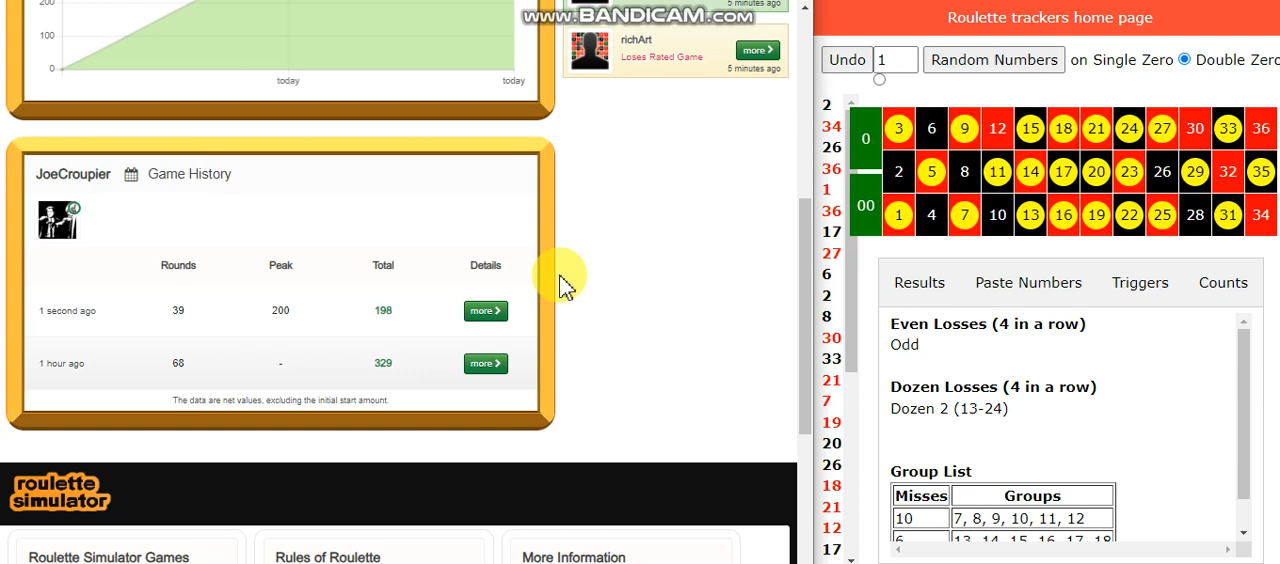 200
100
0
today
today
www.BANDICAM.com
richArt
Loses Rated Game
more
5 minutes ago
5 minutes ago
JoeCroupier Game History
Rounds Peak Total Details
1 second ago 39 200 198 more
1 hour ago 68 - 329 more
The data are net values, excluding the initial start amount.
roulette
simulator
Roulette Simulator Games
Rules of Roulette
More Information
Roulette trackers home page
Undo 1 Random Numbers on Single Zero Double Zero
2
34
26
36
1
36
17
27
6
2
8
30
33
21
7
19
20
26
18
21
12
17
0
00
3 6 9 12 15 18 21 24 27 30 33 36
2 5 8 11 14 17 20 23 26 29 32 35
1 4 7 10 13 16 19 22 25 28 31 34
Results Paste Numbers Triggers Counts
Even Losses (4 in a row)
Odd
Dozen Losses (4 in a row)
Dozen 2 (13-24)
Group List
Misses Groups
10 7, 8, 9, 10, 11, 12
6 13, 14, 15, 16, 17, 18